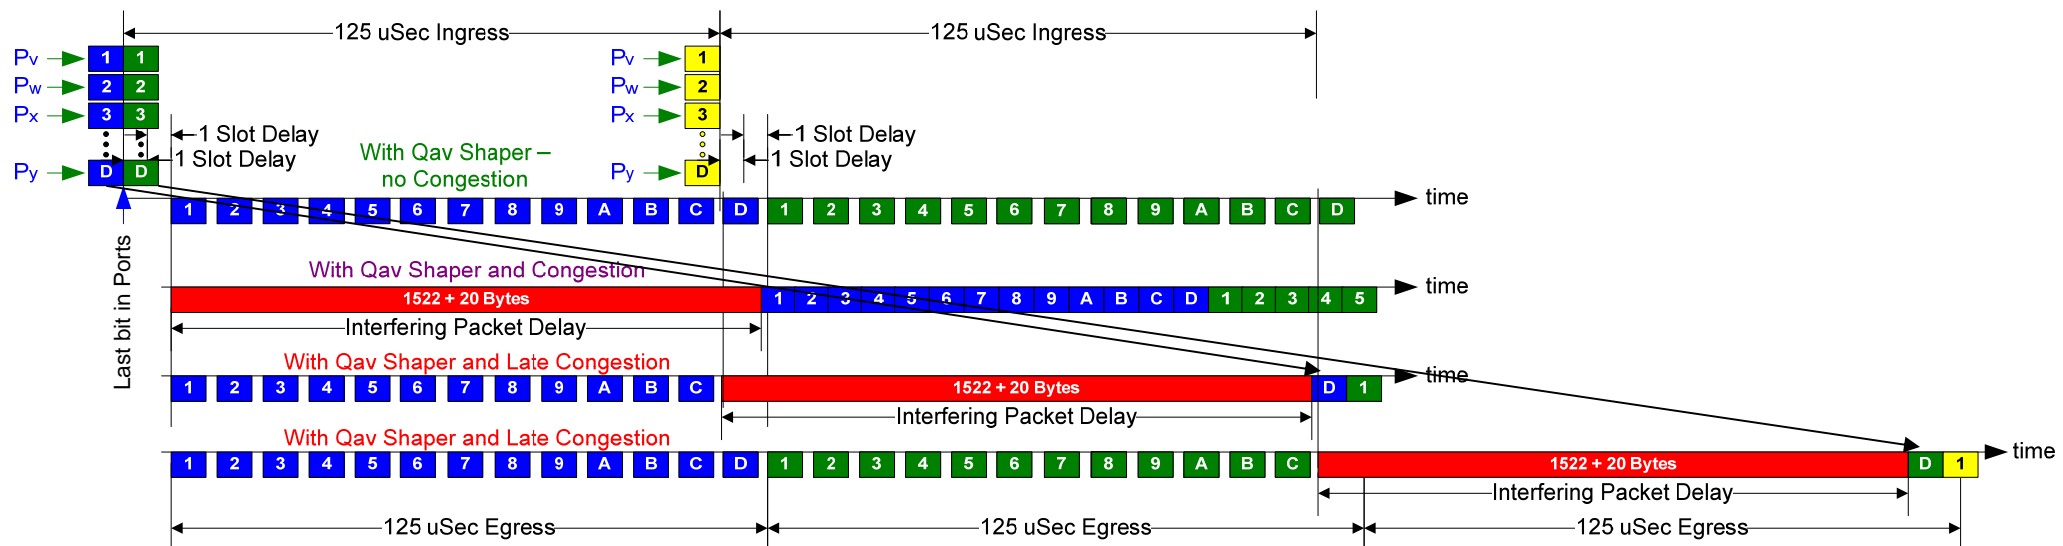 125 uSec Ingress 125 uSec Ingress
Pv 1 1 Pv 1
Pw 2 2 Pw 2
Px 3 3 Px 3
1 Slot Delay 1 Slot Delay
1 Slot Delay 1 Slot Delay
With Qav Shaper –
no Congestion
Py D D Py D
time
1 2 3 4 5 6 7 8 9 A B C D 1 2 3 4 5 6 7 8 9 A B C D
Last bit in Ports
With Qav Shaper and Congestion
time
1522 + 20 Bytes 1 2 3 4 5 6 7 8 9 A B C D 1 2 3 4 5
Interfering Packet Delay
With Qav Shaper and Late Congestion
time
1 2 3 4 5 6 7 8 9 A B C 1522 + 20 Bytes D 1
Interfering Packet Delay
With Qav Shaper and Late Congestion
time
1 2 3 4 5 6 7 8 9 A B C D 1 2 3 4 5 6 7 8 9 A B C 1522 + 20 Bytes D 1
Interfering Packet Delay
125 uSec Egress 125 uSec Egress 125 uSec Egress